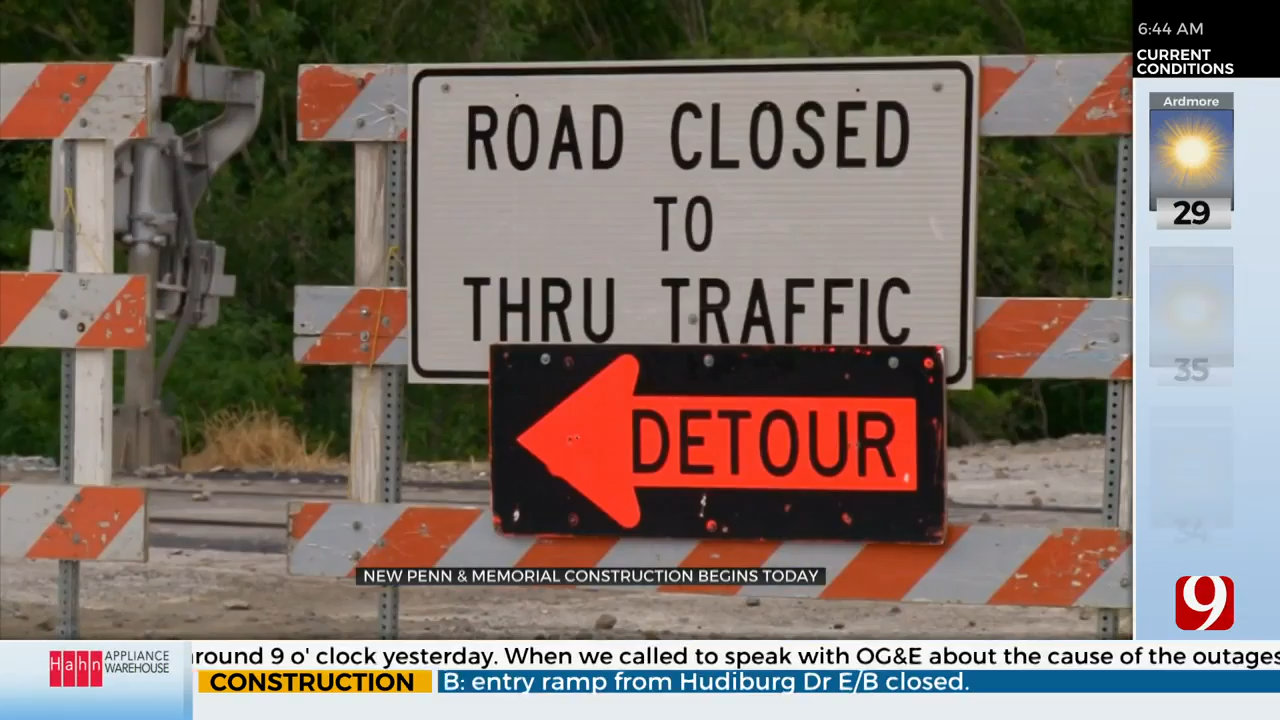 6:44 AM
CURRENT
CONDITIONS
Ardmore
29
35
34
ROAD CLOSED
TO
THRU TRAFFIC
DETOUR
NEW PENN & MEMORIAL CONSTRUCTION BEGINS TODAY
9
Hahn APPLIANCE
WAREHOUSE
round 9 o' clock yesterday. When we called to speak with OG&E about the cause of the outages
CONSTRUCTION B: entry ramp from Hudiburg Dr E/B closed.